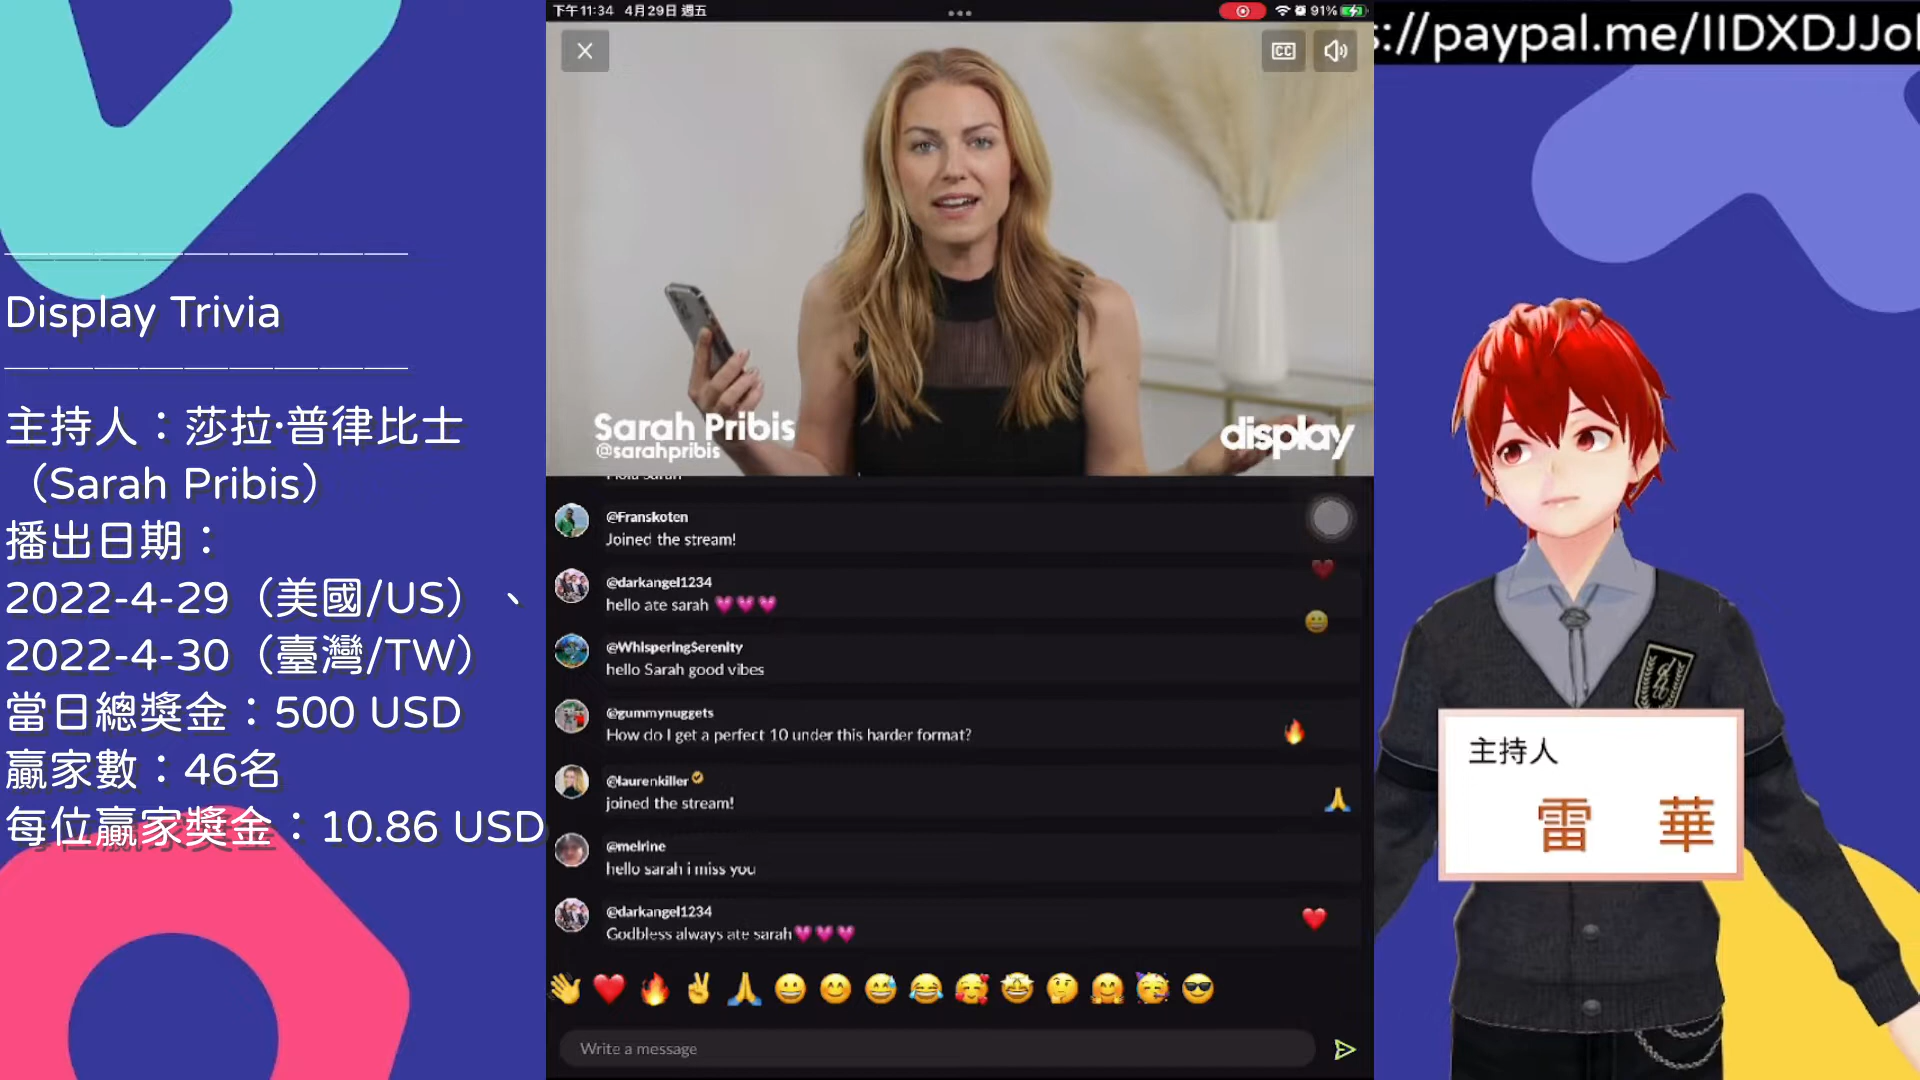 Display Trivia
主持人：莎拉·普律比士
（Sarah Pribis）
播出日期：
2022-4-29（美國/US）、
2022-4-30（臺灣/TW）
當日總獎金：500 USD
贏家數：46名
每位贏家獎金：10.86 USD
下午11:34 4月29日 週五
91%
CC
Sarah Pribis
@sarahpribis
display
@Franskoten
Joined the stream!
@darkangel1234
hello ate sarah 💗💗💗
@WhisperingSerenity
hello Sarah good vibes
@gummynuggets
How do I get a perfect 10 under this harder format?
@laurenkiller
joined the stream!
@melrine
hello sarah i miss you
@darkangel1234
Godbless always ate sarah💗💗💗
Write a message
://paypal.me/IIDXDJJo
主持人
雷 華